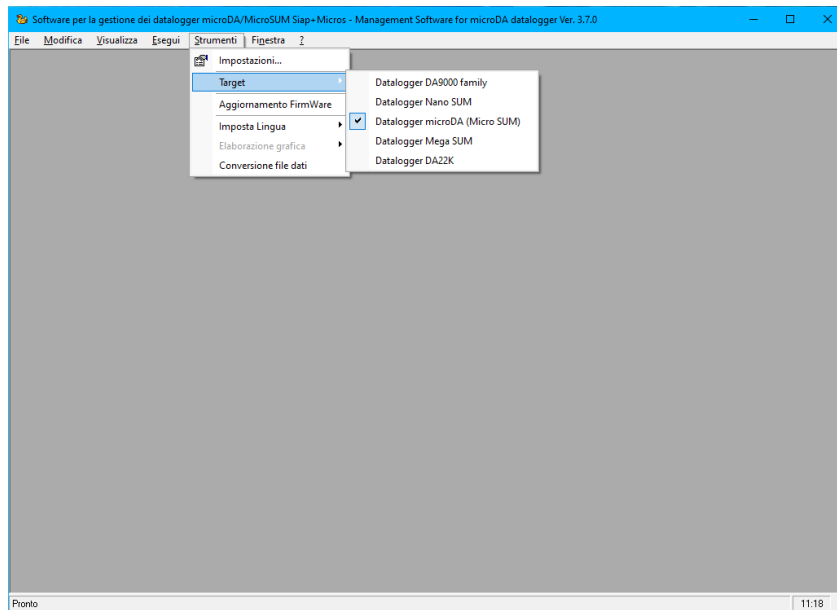 Software per la gestione dei datalogger microDA/MicroSUM Siap+Micros - Management Software for microDA datalogger Ver. 3.7.0
File Modifica Visualizza Esegui Strumenti Finestra ?
Impostazioni...
Target
Aggiornamento FirmWare
Imposta Lingua
Elaborazione grafica
Conversione file dati
Datalogger DA9000 family
Datalogger Nano SUM
Datalogger microDA (Micro SUM)
Datalogger Mega SUM
Datalogger DA22K
Pronto
11:18